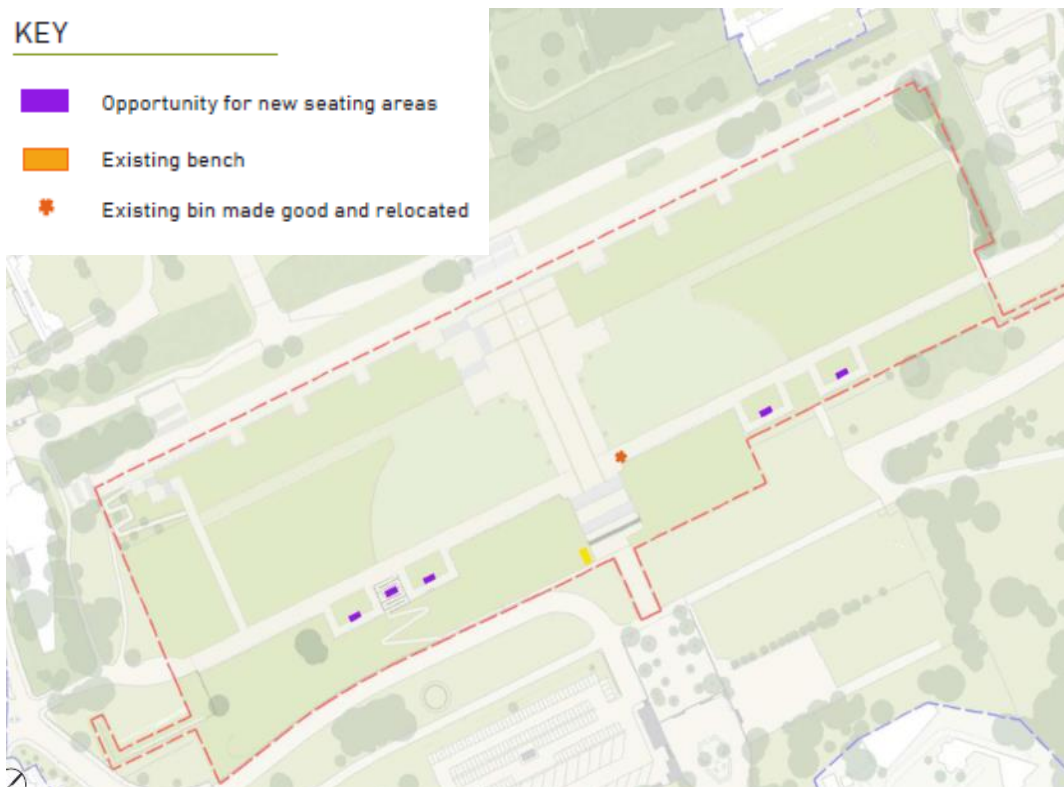 KEY
Opportunity for new seating areas
Existing bench
Existing bin made good and relocated